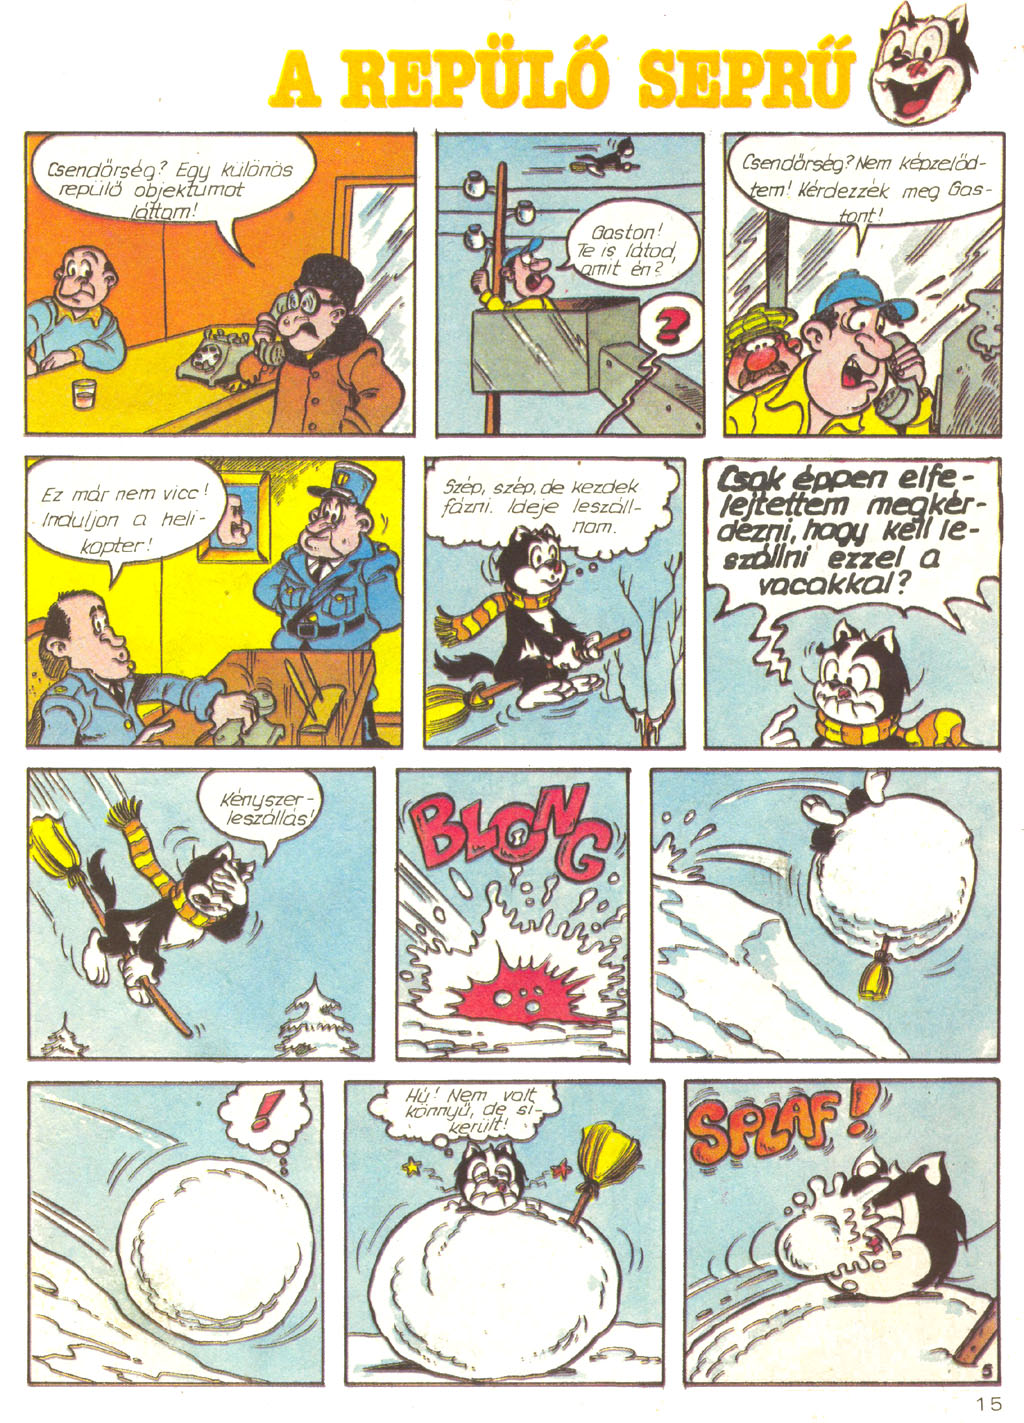 A REPÜLŐ SEPRŰ
Csendőrség? Egy különös
repülő objektumot
láttam!
Gaston!
Te is látod,
amit én?
?
Csendőrség? Nem képzelőd-
tem! Kérdezzék meg Gas-
tont!
Ez már nem vicc!
Induljon a heli-
kopter!
Szép, szép, de kezdek
fázni. Ideje leszáll-
nom.
Csak éppen elfe-
lejtettem megkér-
dezni, hogy kell le-
szállni ezzel a
vacakkal?
Kényszer-
leszállás!
BLONG
!
Hú! Nem volt
könnyű, de si-
került!
SPLAF!
5
15